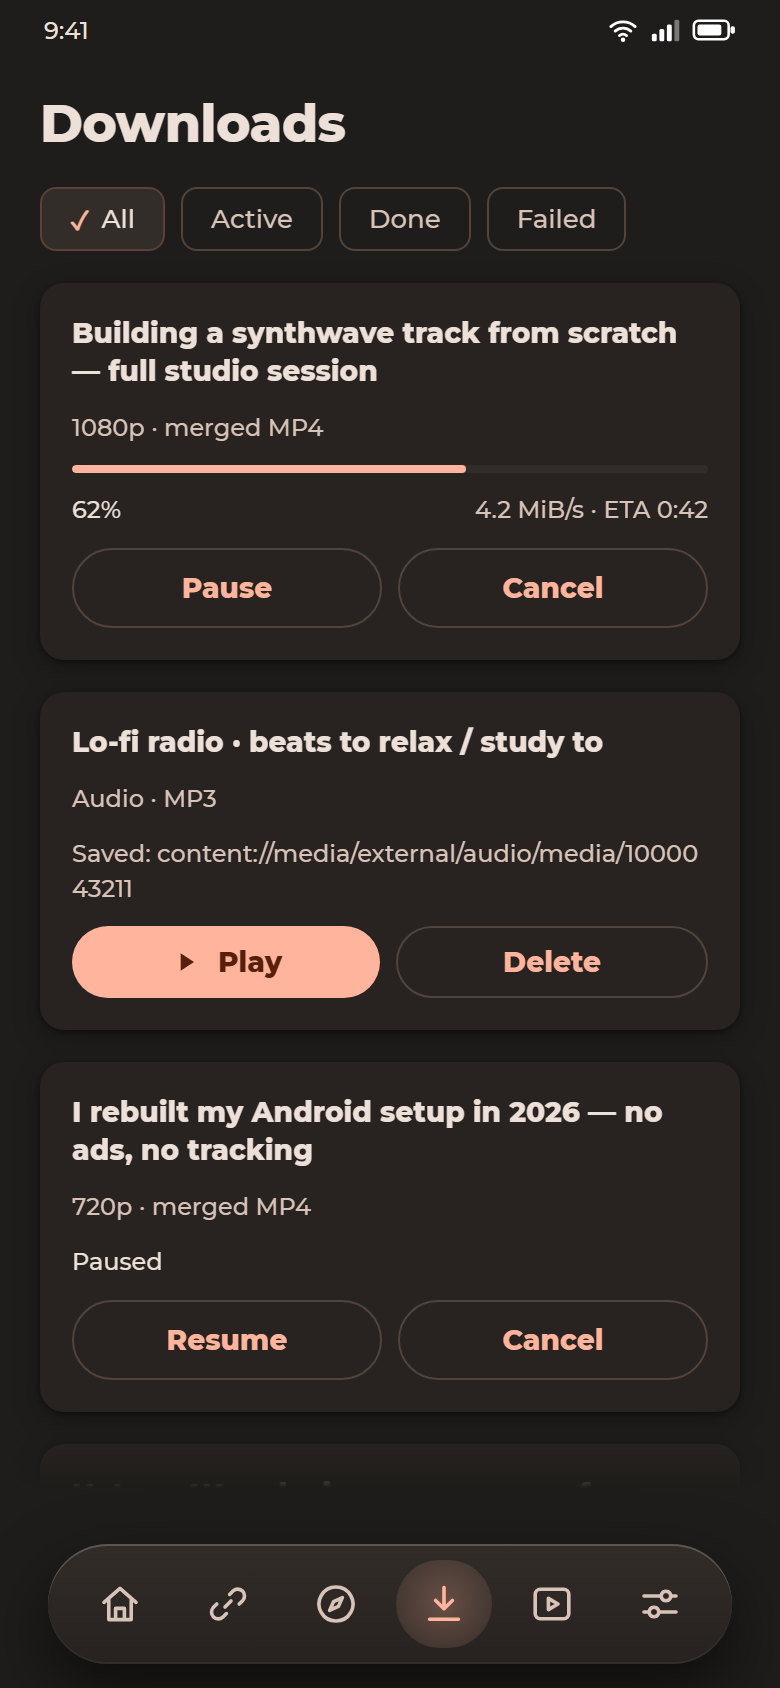 9:41
Downloads
✓ All
Active
Done
Failed
Building a synthwave track from scratch
— full studio session
1080p · merged MP4
62%
4.2 MiB/s · ETA 0:42
Pause
Cancel
Lo-fi radio · beats to relax / study to
Audio · MP3
Saved: content://media/external/audio/media/10000
43211
Play
Delete
I rebuilt my Android setup in 2026 — no
ads, no tracking
720p · merged MP4
Paused
Resume
Cancel